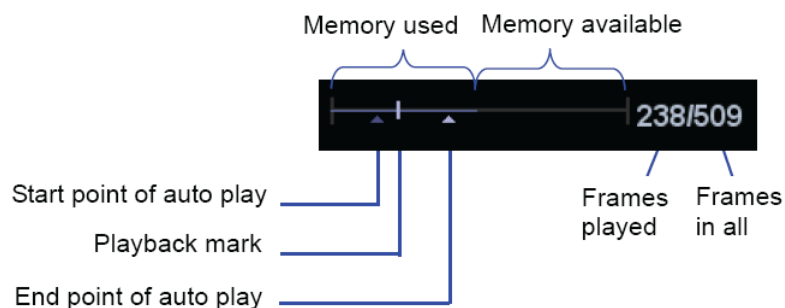 Memory used Memory available
238/509
Start point of auto play
Frames played
Frames in all
Playback mark
End point of auto play